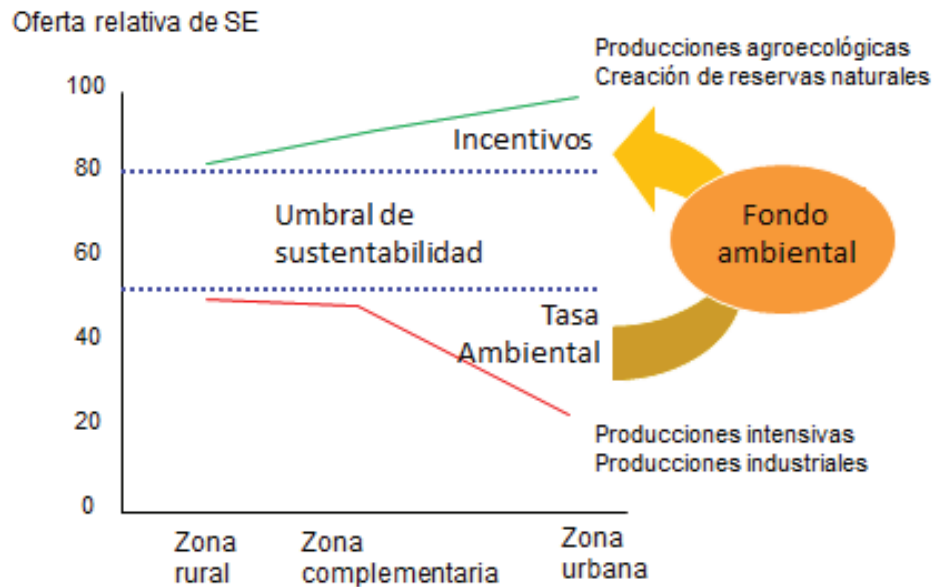 Oferta relativa de SE
Producciones agroecológicas
Creación de reservas naturales
100
Incentivos
80
Umbral de
sustentabilidad
Fondo
ambiental
60
Tasa
Ambiental
40
20
Producciones intensivas
Producciones industriales
0
Zona
rural
Zona
complementaria
Zona
urbana